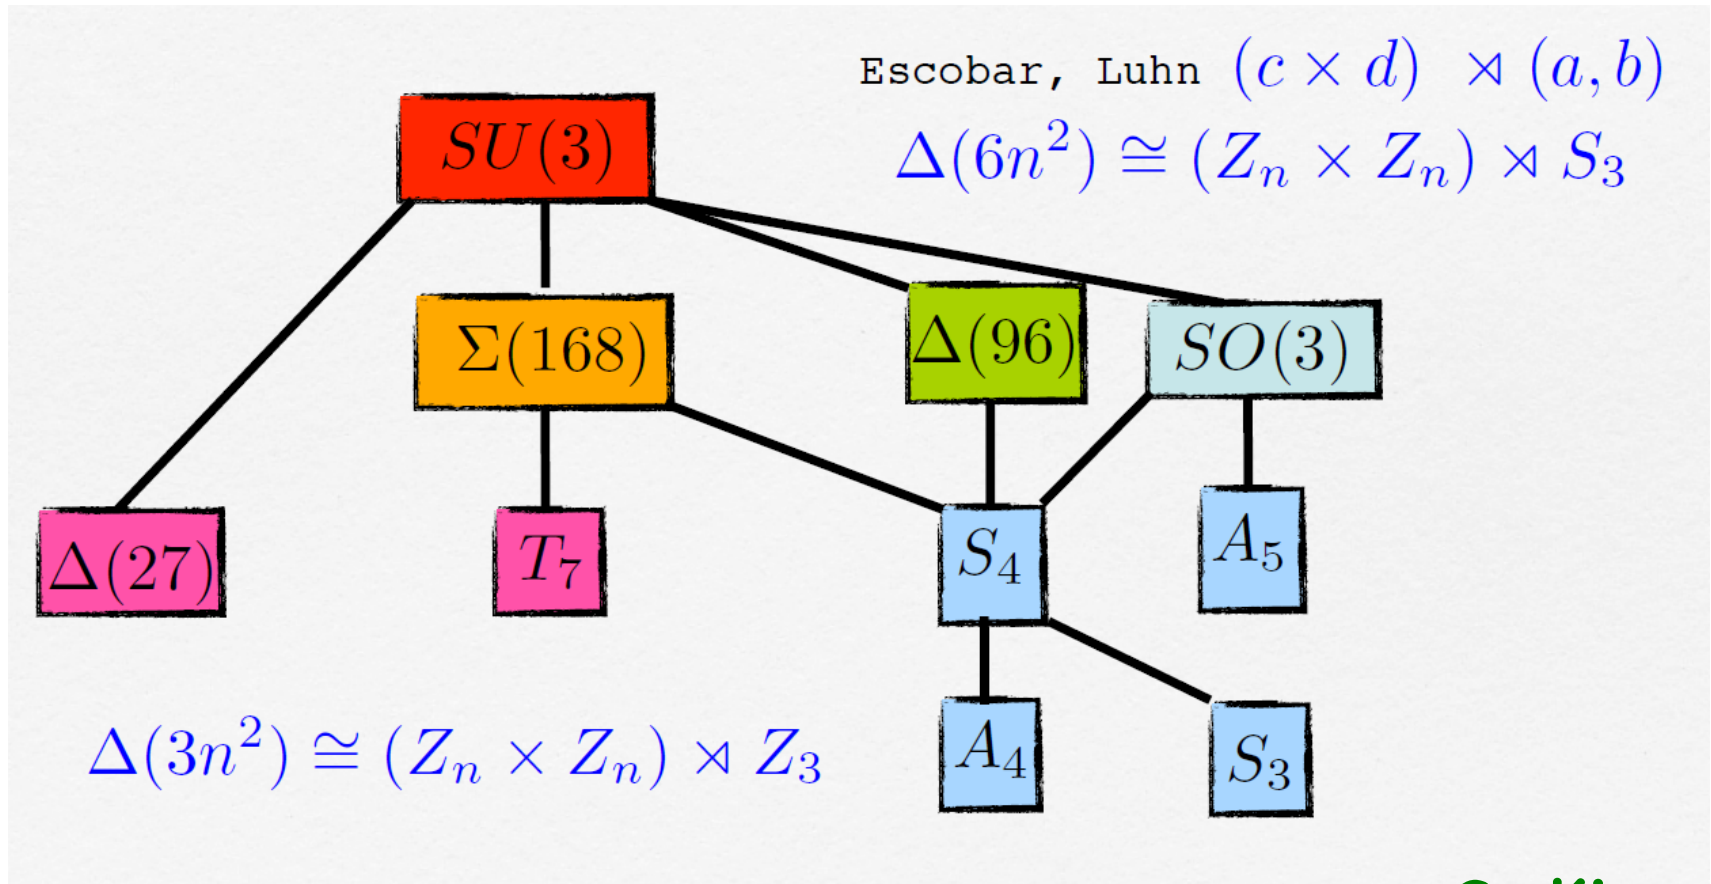 Escobar, Luhn (c × d) ⋊ (a, b)
Δ(6n²) ≅ (Zₙ × Zₙ) ⋊ S₃
SU(3)
Σ(168)
Δ(96)
SO(3)
Δ(27)
T₇
S₄
A₅
A₄
S₃
Δ(3n²) ≅ (Zₙ × Zₙ) ⋊ Z₃